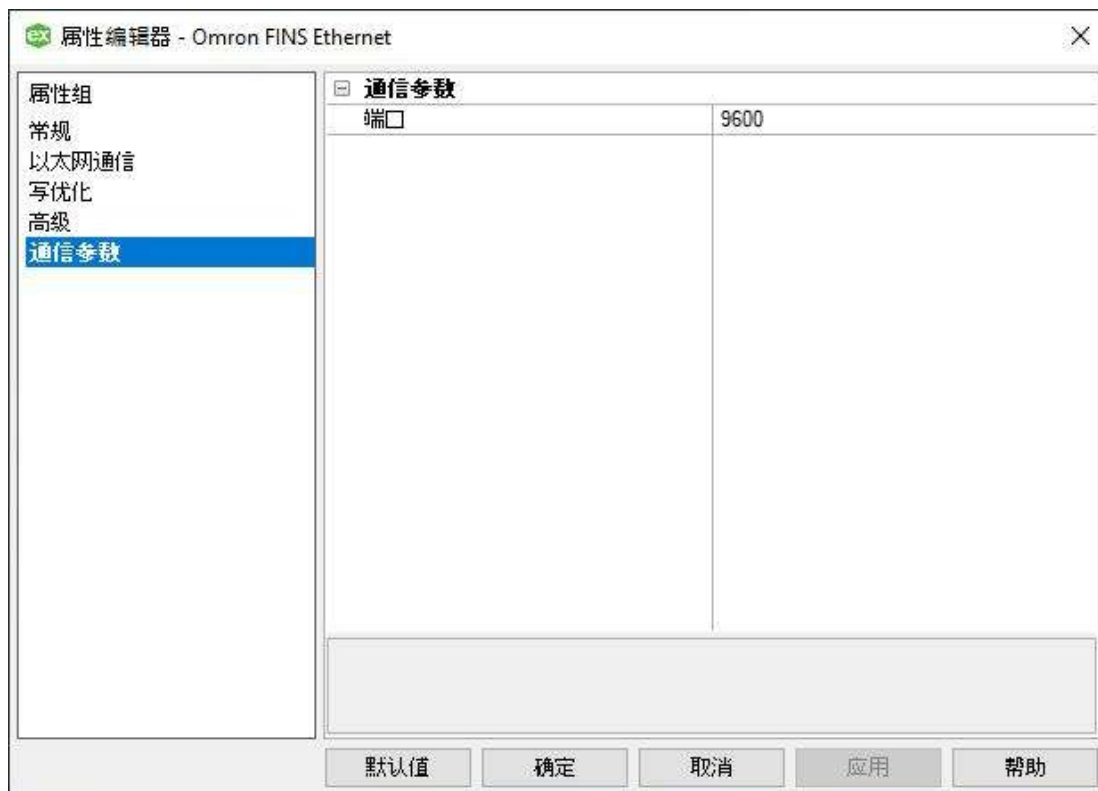 ex 属性编辑器 - Omron FINS Ethernet
属性组
常规
以太网通信
写优化
高级
通信参数
通信参数
端口 9600
默认值 确定 取消 应用 帮助